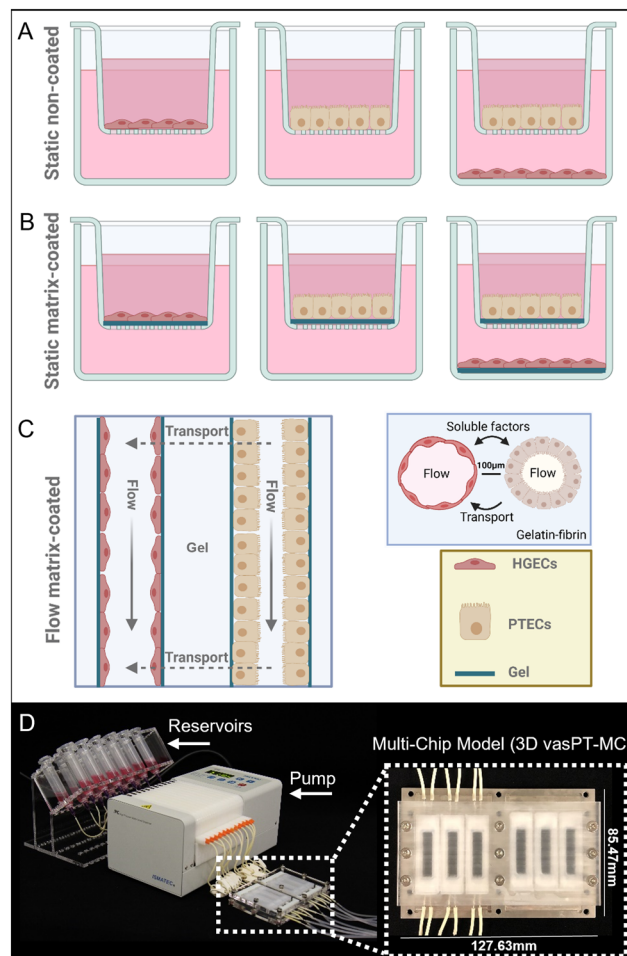 A
Static non-coated
B
Static matrix-coated
C
Flow matrix-coated
Transport
Flow
Gel
Flow
Transport
Soluble factors
Flow
100μm
Flow
Transport
Gelatin-fibrin
HGECs
PTECs
Gel
D
Reservoirs
Pump
ISMATEC
Multi-Chip Model (3D vasPT-MC
85.47mm
127.63mm